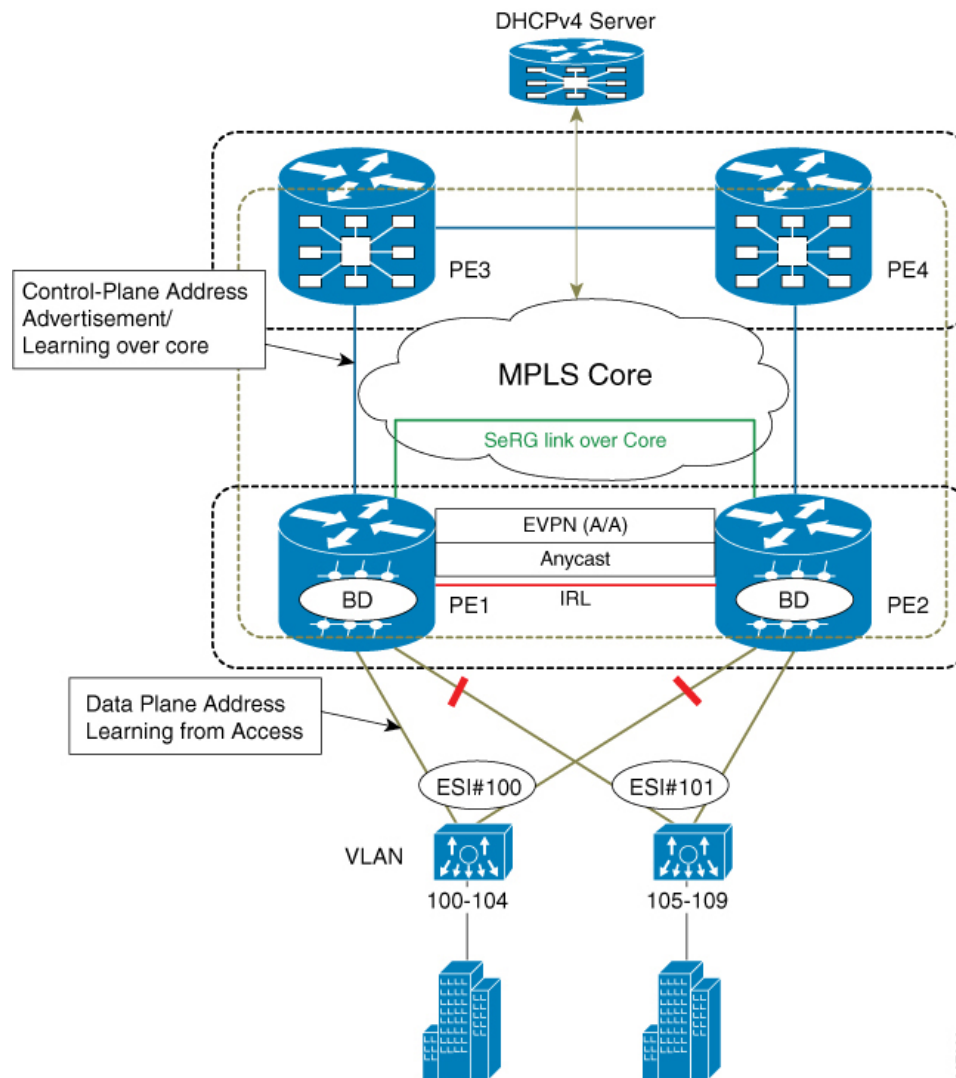 DHCPv4 Server
PE3
PE4
Control-Plane Address
Advertisement/
Learning over core
MPLS Core
SeRG link over Core
EVPN (A/A)
Anycast
BD
PE1
IRL
BD
PE2
Data Plane Address
Learning from Access
ESI#100
ESI#101
VLAN
100-104
105-109